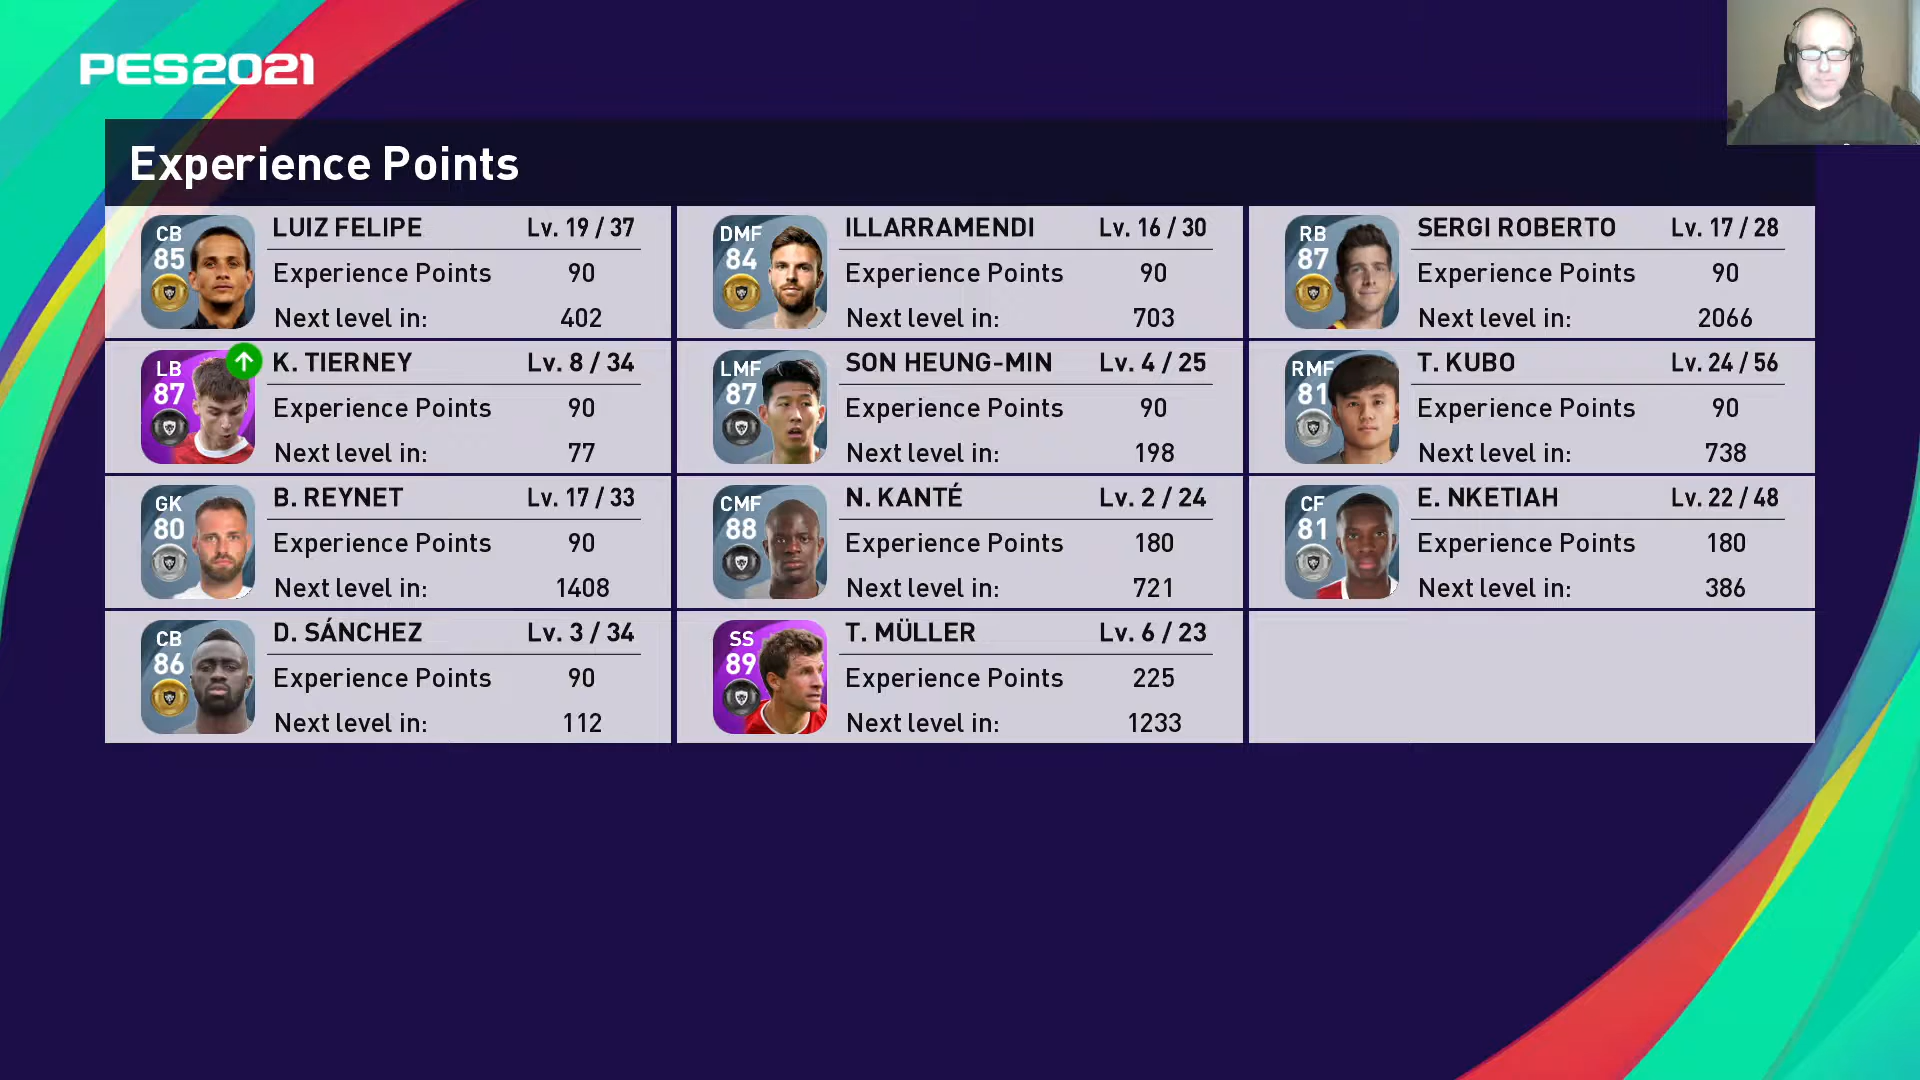 PES2021
Experience Points
CB
85
LUIZ FELIPE Lv. 19 / 37
Experience Points 90
Next level in: 402
DMF
84
ILLARRAMENDI Lv. 16 / 30
Experience Points 90
Next level in: 703
RB
87
SERGI ROBERTO Lv. 17 / 28
Experience Points 90
Next level in: 2066
LB
87
K. TIERNEY Lv. 8 / 34
Experience Points 90
Next level in: 77
LMF
87
SON HEUNG-MIN Lv. 4 / 25
Experience Points 90
Next level in: 198
RMF
81
T. KUBO Lv. 24 / 56
Experience Points 90
Next level in: 738
GK
80
B. REYNET Lv. 17 / 33
Experience Points 90
Next level in: 1408
CMF
88
N. KANTÉ Lv. 2 / 24
Experience Points 180
Next level in: 721
CF
81
E. NKETIAH Lv. 22 / 48
Experience Points 180
Next level in: 386
CB
86
D. SÁNCHEZ Lv. 3 / 34
Experience Points 90
Next level in: 112
SS
89
T. MÜLLER Lv. 6 / 23
Experience Points 225
Next level in: 1233